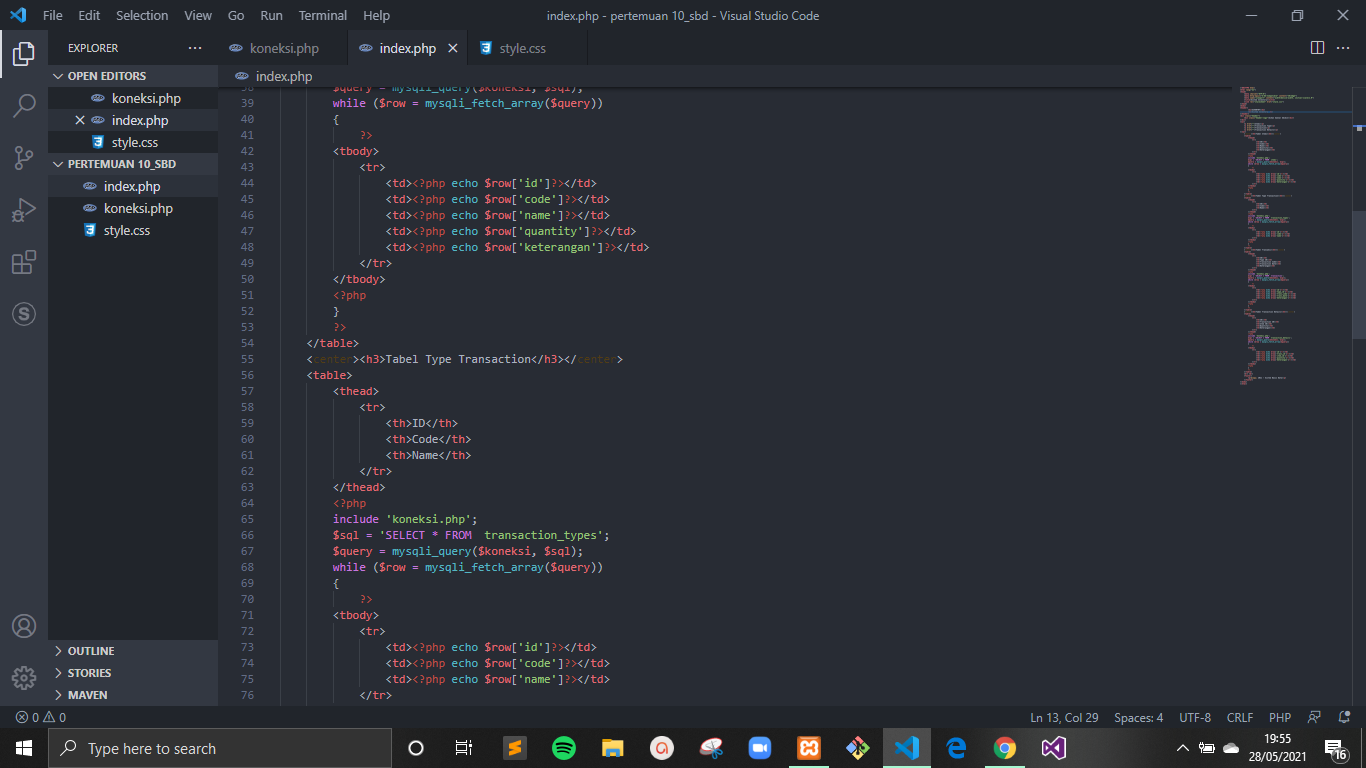 File Edit Selection View Go Run Terminal Help
index.php - pertemuan 10_sbd - Visual Studio Code
EXPLORER
koneksi.php
index.php
style.css
OPEN EDITORS
koneksi.php
index.php
style.css
PERTEMUAN 10_SBD
index.php
koneksi.php
style.css
OUTLINE
STORIES
MAVEN
index.php
38 $query = mysqli_query($koneksi, $sql);
39 while ($row = mysqli_fetch_array($query))
40 {
41 ?>
42 <tbody>
43 <tr>
44 <td><?php echo $row['id']?></td>
45 <td><?php echo $row['code']?></td>
46 <td><?php echo $row['name']?></td>
47 <td><?php echo $row['quantity']?></td>
48 <td><?php echo $row['keterangan']?></td>
49 </tr>
50 </tbody>
51 <?php
52 }
53 ?>
54 </table>
55 <center><h3>Tabel Type Transaction</h3></center>
56 <table>
57 <thead>
58 <tr>
59 <th>ID</th>
60 <th>Code</th>
61 <th>Name</th>
62 </tr>
63 </thead>
64 <?php
65 include 'koneksi.php';
66 $sql = 'SELECT * FROM  transaction_types';
67 $query = mysqli_query($koneksi, $sql);
68 while ($row = mysqli_fetch_array($query))
69 {
70 ?>
71 <tbody>
72 <tr>
73 <td><?php echo $row['id']?></td>
74 <td><?php echo $row['code']?></td>
75 <td><?php echo $row['name']?></td>
76 </tr>
0 0
Ln 13, Col 29 Spaces: 4 UTF-8 CRLF PHP
Type here to search
19:55
28/05/2021
16